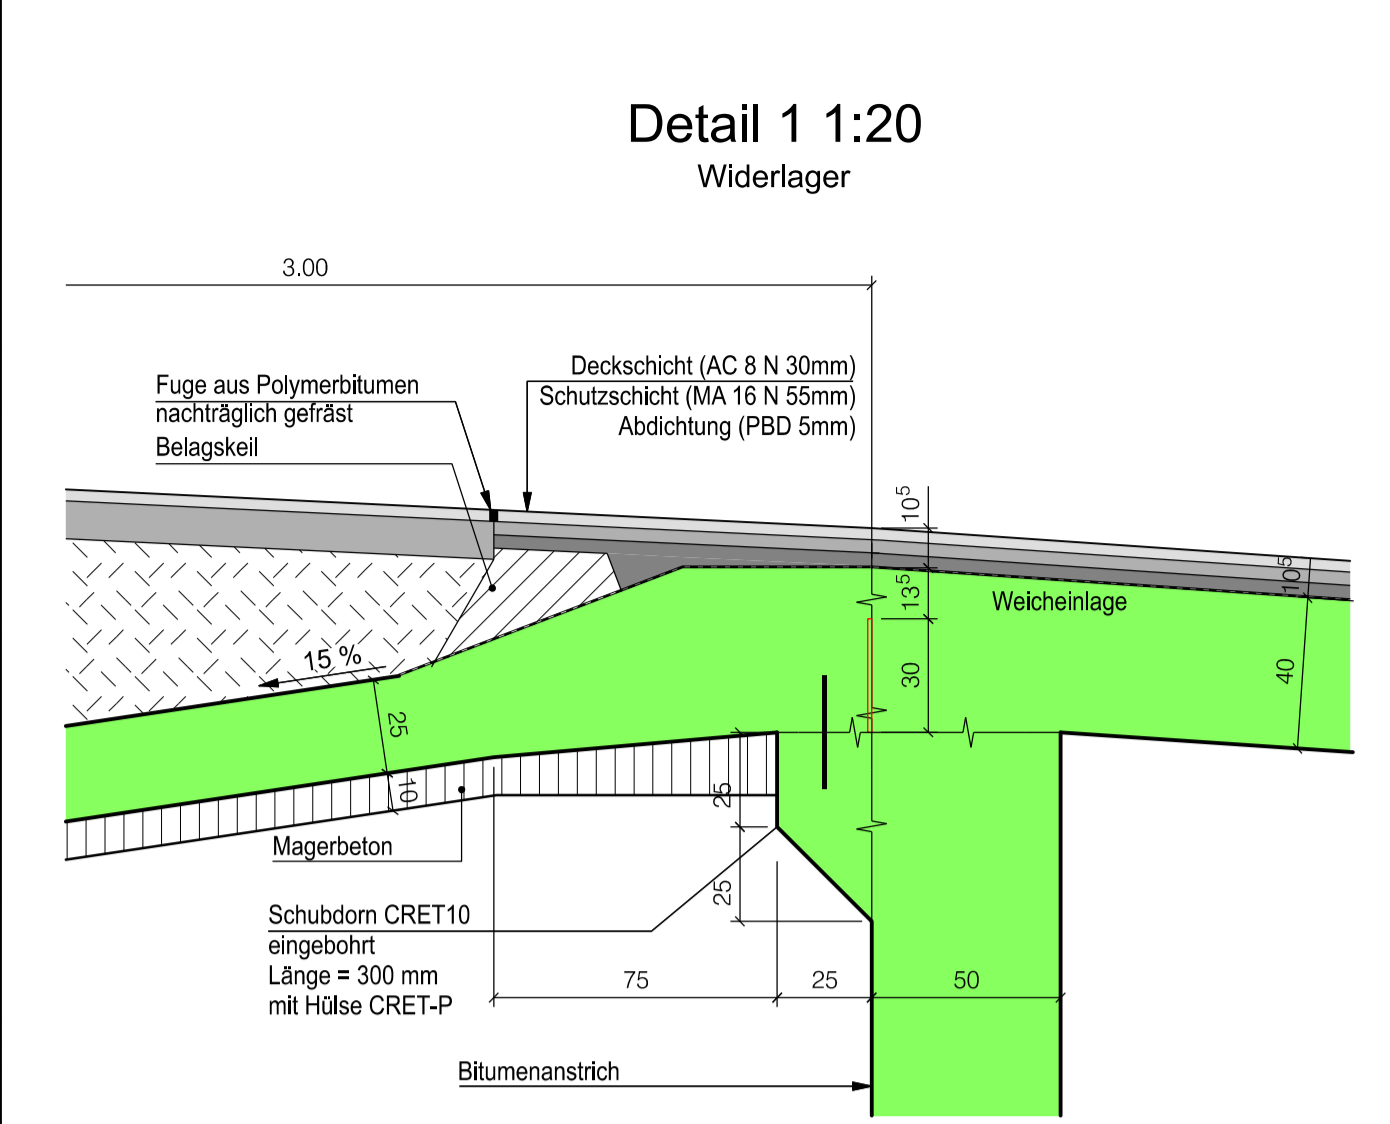 Detail 1 1:20
Widerlager
3.00
Deckschicht (AC 8 N 30mm)
Schutzschicht (MA 16 N 55mm)
Abdichtung (PBD 5mm)
Fuge aus Polymerbitumen
nachträglich gefräst
Belagskeil
10⁵
13⁵
30
10⁵
40
Weicheinlage
15 %
25
10
25
25
Magerbeton
Schubdorn CRET10
eingebohrt
Länge = 300 mm
mit Hülse CRET-P
75
25
50
Bitumenanstrich